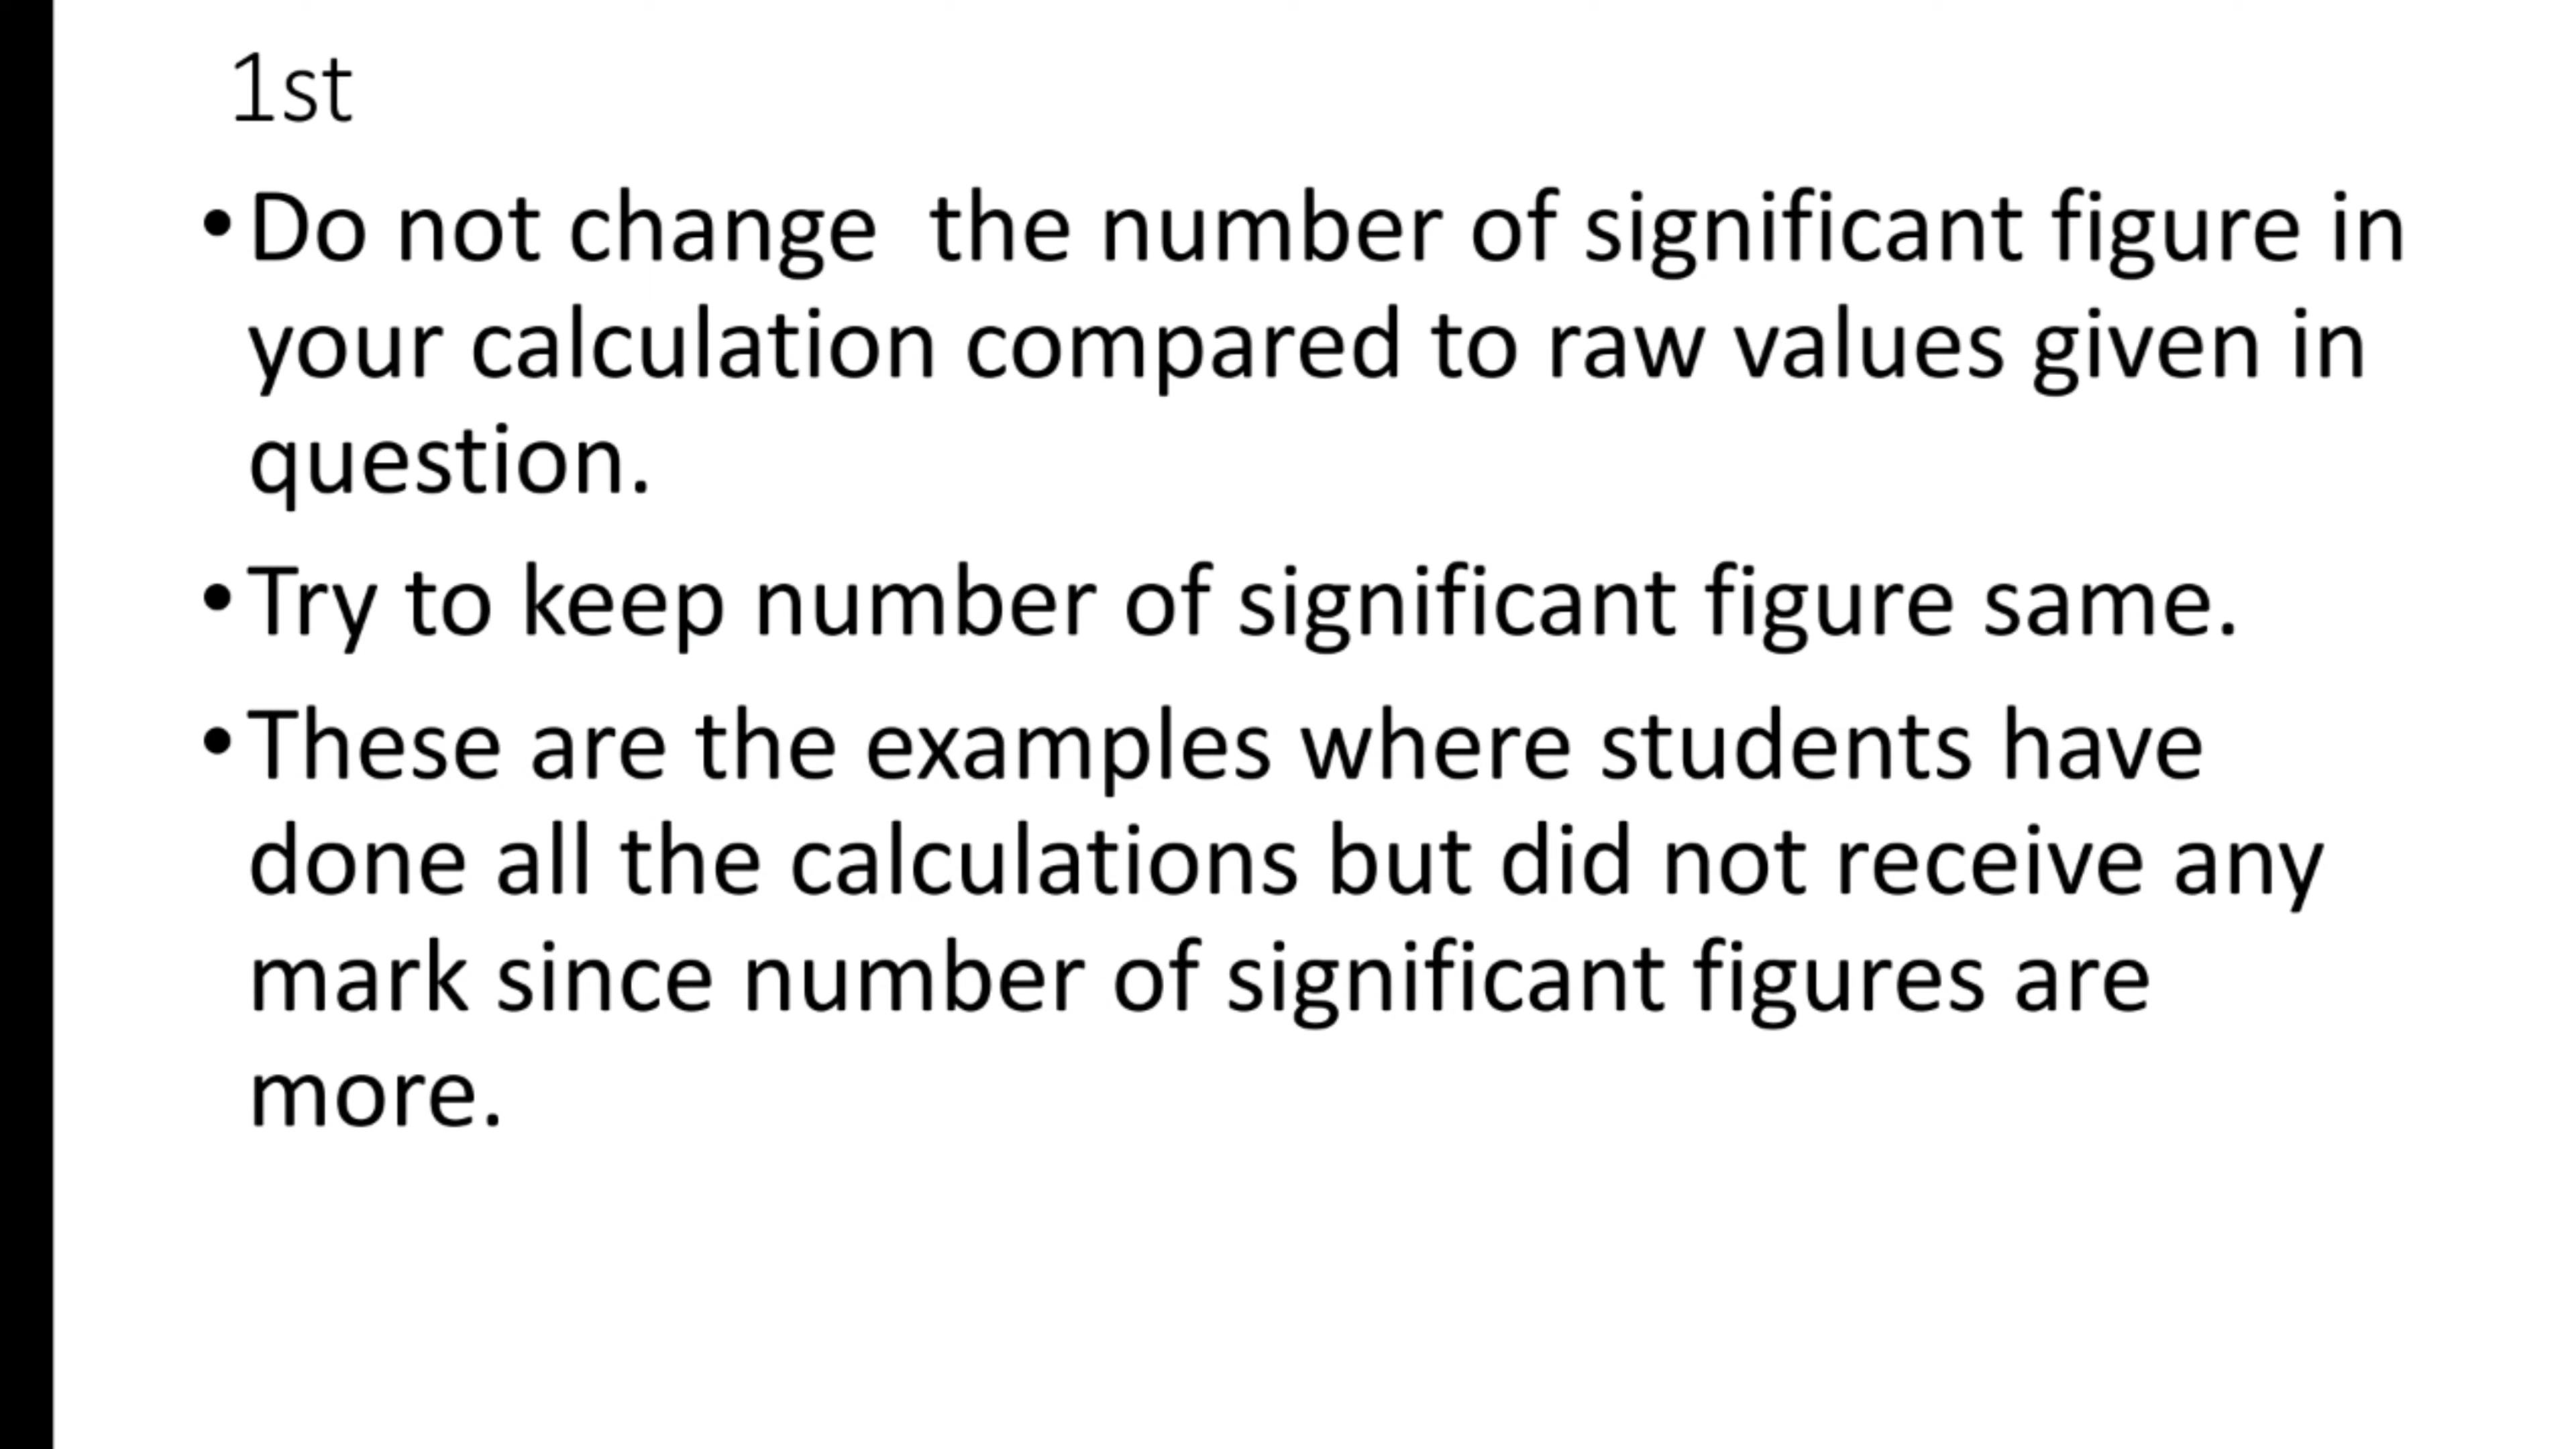 1st
• Do not change  the number of significant figure in
your calculation compared to raw values given in
question.
• Try to keep number of significant figure same.
• These are the examples where students have
done all the calculations but did not receive any
mark since number of significant figures are
more.